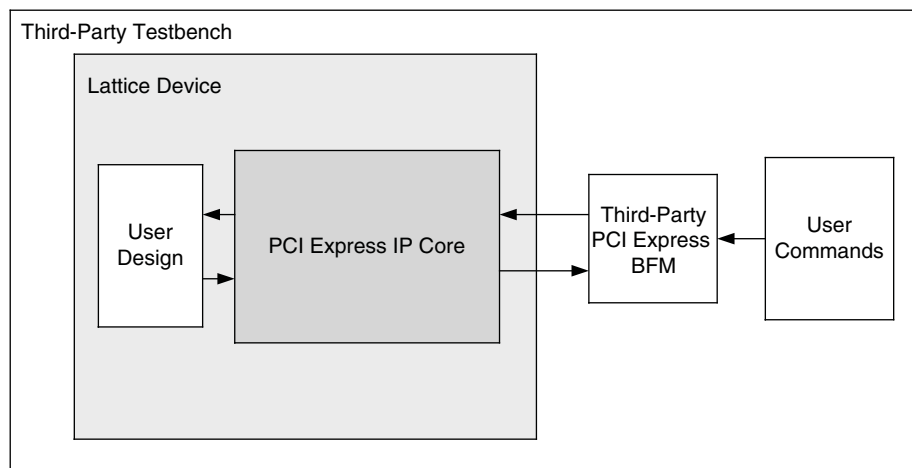 Third-Party Testbench
Lattice Device
User
Design
PCI Express IP Core
Third-Party
PCI Express
BFM
User
Commands